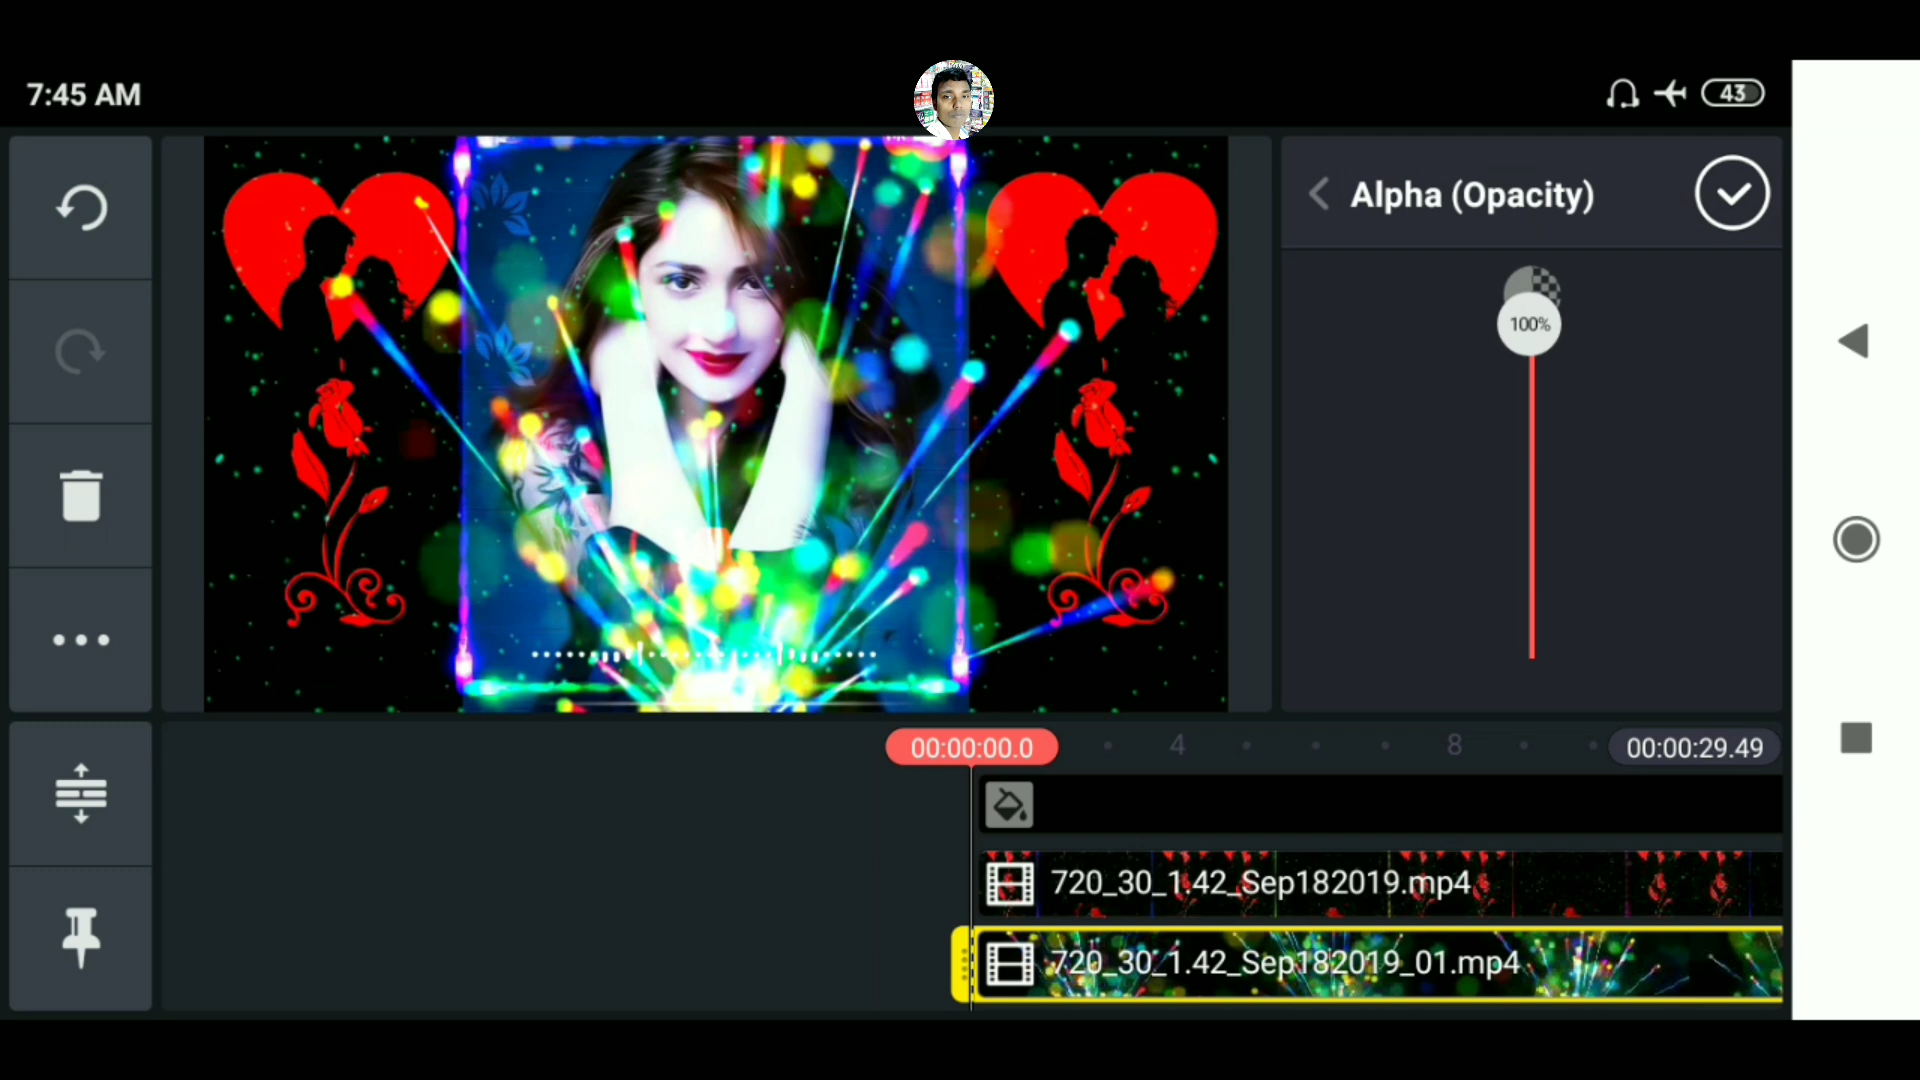 7:45 AM
43
Alpha (Opacity)
100%
00:00:00.0
4
8
00:00:29.49
720_30_1.42_Sep182019.mp4
720_30_1.42_Sep182019_01.mp4